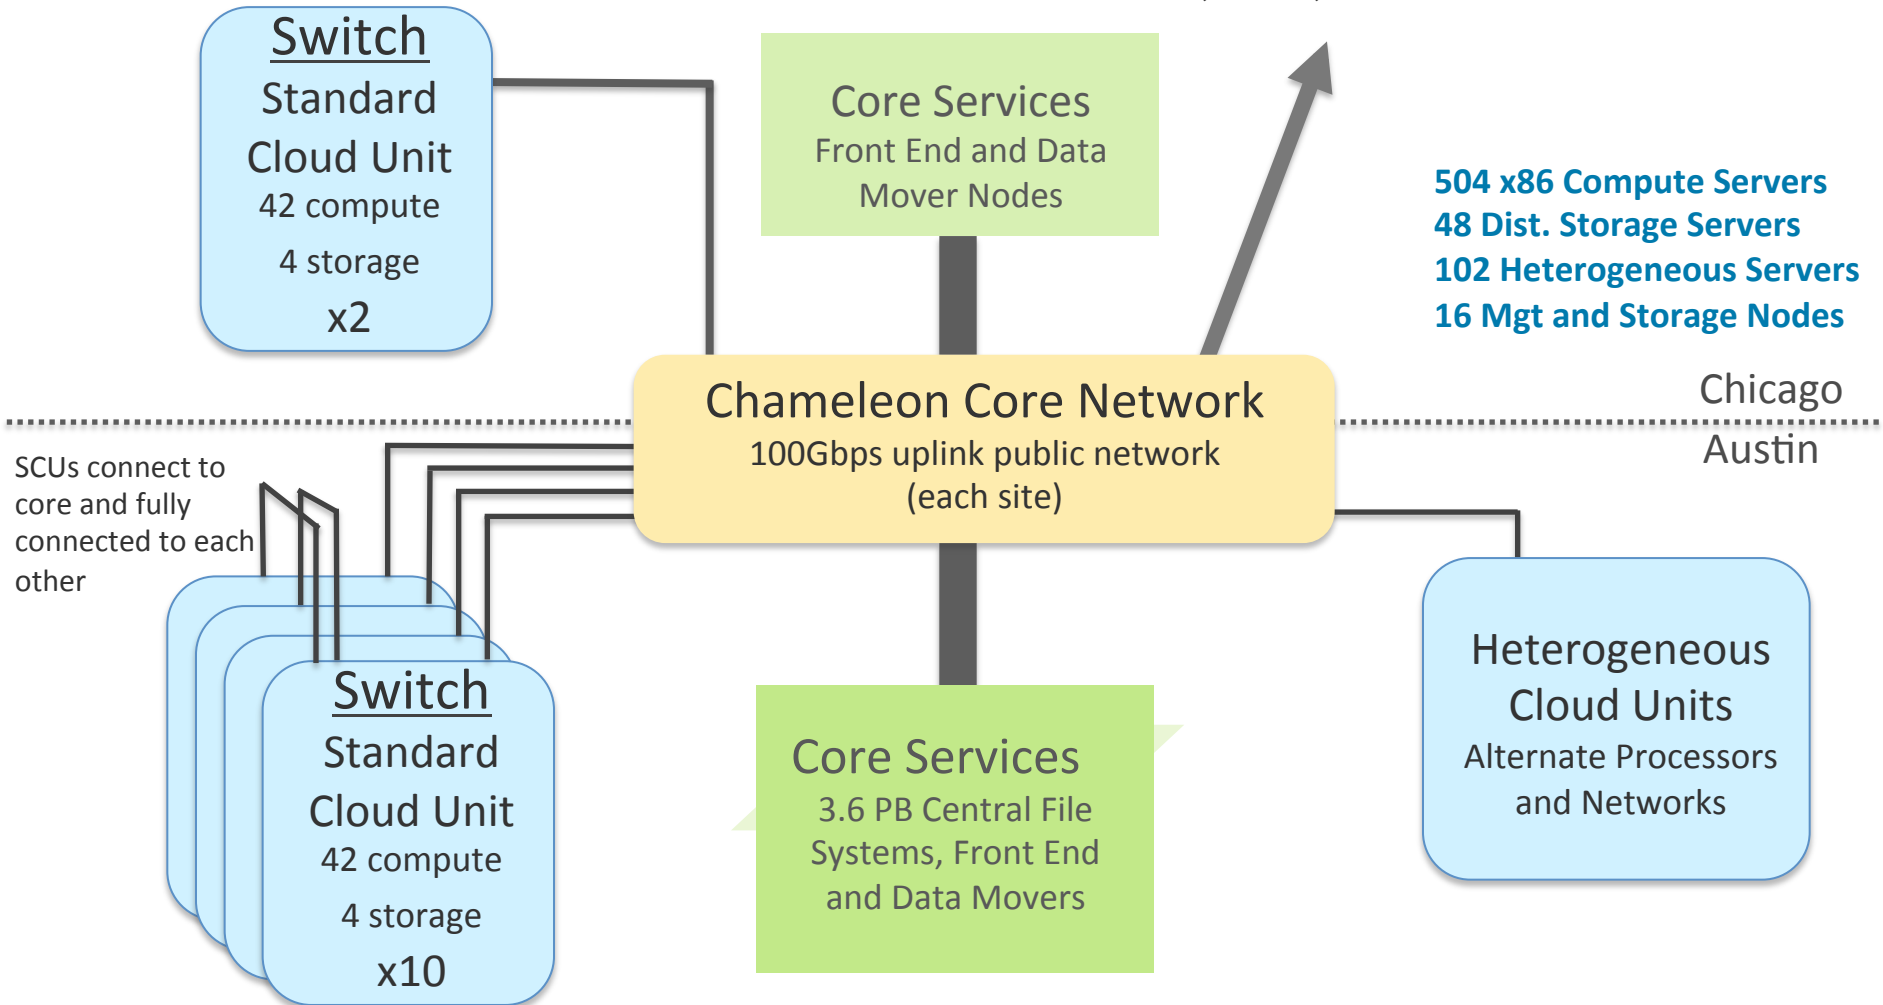 Switch
Standard
Cloud Unit
42 compute
4 storage
x2
Core Services
Front End and Data
Mover Nodes
504 x86 Compute Servers
48 Dist. Storage Servers
102 Heterogeneous Servers
16 Mgt and Storage Nodes
Chicago
Austin
Chameleon Core Network
100Gbps uplink public network
(each site)
SCUs connect to
core and fully
connected to each
other
Switch
Standard
Cloud Unit
42 compute
4 storage
x10
Core Services
3.6 PB Central File
Systems, Front End
and Data Movers
Heterogeneous
Cloud Units
Alternate Processors
and Networks